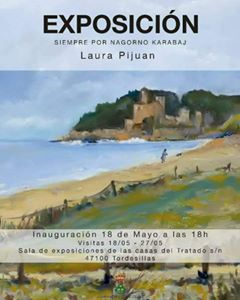 EXPOSICIÓN
SIEMPRE POR NAGORNO KARABAJ
Laura Pijuan
Inauguración 18 de Mayo a las 18h
Visitas 18/05 - 27/05
Sala de exposiciones de las casas del Tratado s/n
47100 Tordesillas